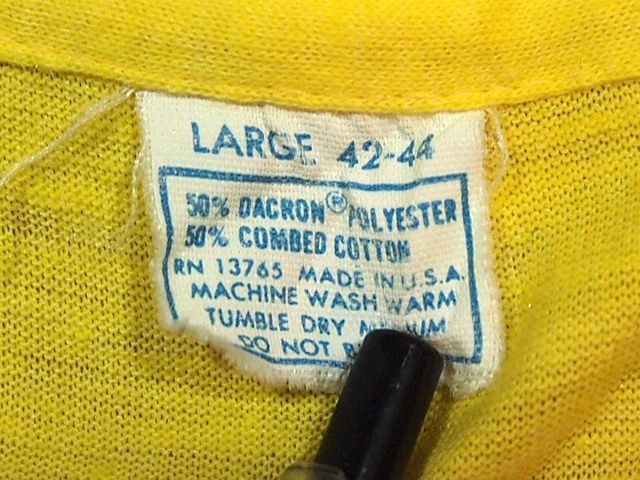 LARGE 42-44
50% DACRON® POLYESTER
50% COMBED COTTON
RN 13765 MADE IN U.S.A.
MACHINE WASH WARM
TUMBLE DRY MEDIUM
DO NOT